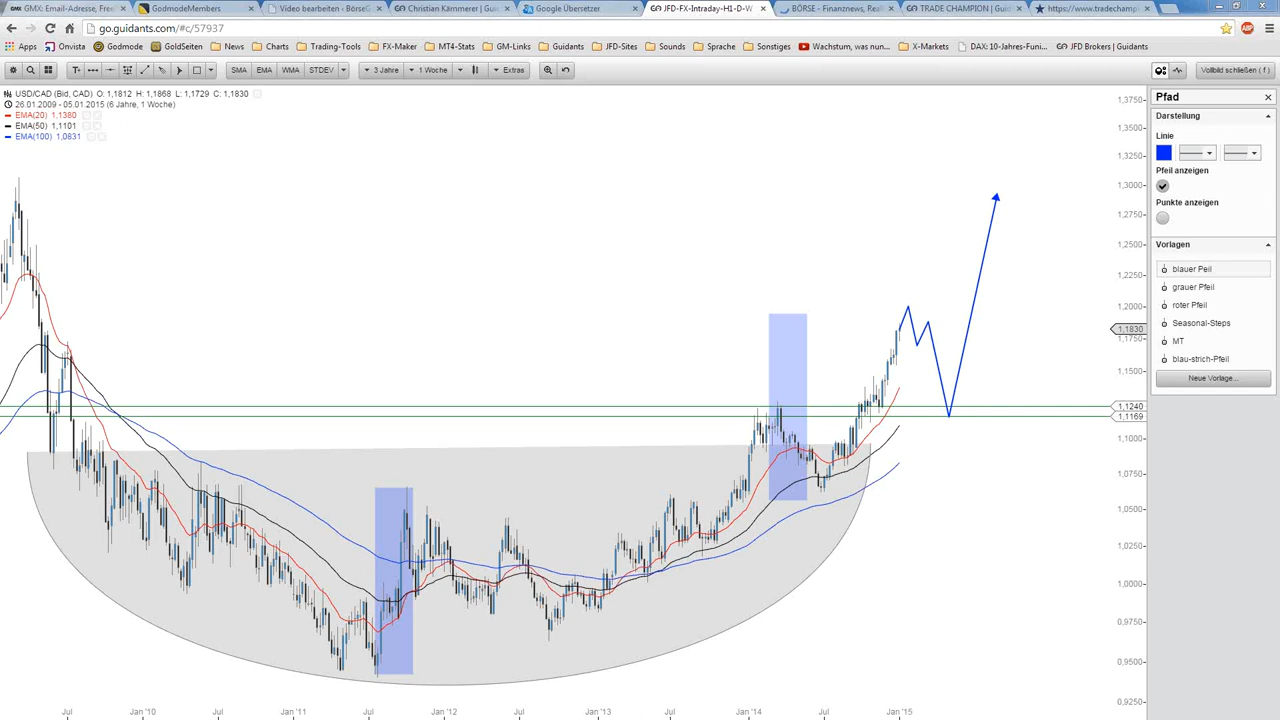 GMX: Email-Adresse, Free
GodmodeMembers
Video bearbeiten ‹ BörseG
Christian Kämmerer | Guid
Google Übersetzer
JFD-FX-Intraday-H1-D-W
BÖRSE - Finanznews, Real
TRADE CHAMPION | Guid
https://www.tradecham
go.guidants.com/#c/57937
Apps
Onvista
Godmode
GoldSeiten
News
Charts
Trading-Tools
FX-Maker
MT4-Stats
GM-Links
Guidants
JFD-Sites
Sounds
Sprache
Sonstiges
Wachstum, was nun...
X-Markets
DAX: 10-Jahres-Funi...
JFD Brokers | Guidants
T+
SMA
EMA
WMA
STDEV
3 Jahre
1 Woche
Extras
Vollbild schließen ( f )
USD/CAD (Bid, CAD) O: 1,1812 H: 1,1868 L: 1,1729 C: 1,1830
26.01.2009 - 05.01.2015 (6 Jahre, 1 Woche)
EMA(20) 1,1380
EMA(50) 1,1101
EMA(100) 1,0831
1,3750
1,3500
1,3250
1,3000
1,2750
1,2500
1,2250
1,2000
1,1830
1,1750
1,1500
1,1240
1,1169
1,1000
1,0750
1,0500
1,0250
1,0000
0,9750
0,9500
0,9250
Jul
Jan '10
Jul
Jan '11
Jul
Jan '12
Jul
Jan '13
Jul
Jan '14
Jul
Jan '15
Pfad
Darstellung
Linie
Pfeil anzeigen
Punkte anzeigen
Vorlagen
blauer Peil
grauer Pfeil
roter Pfeil
Seasonal-Steps
MT
blau-strich-Pfeil
Neue Vorlage...